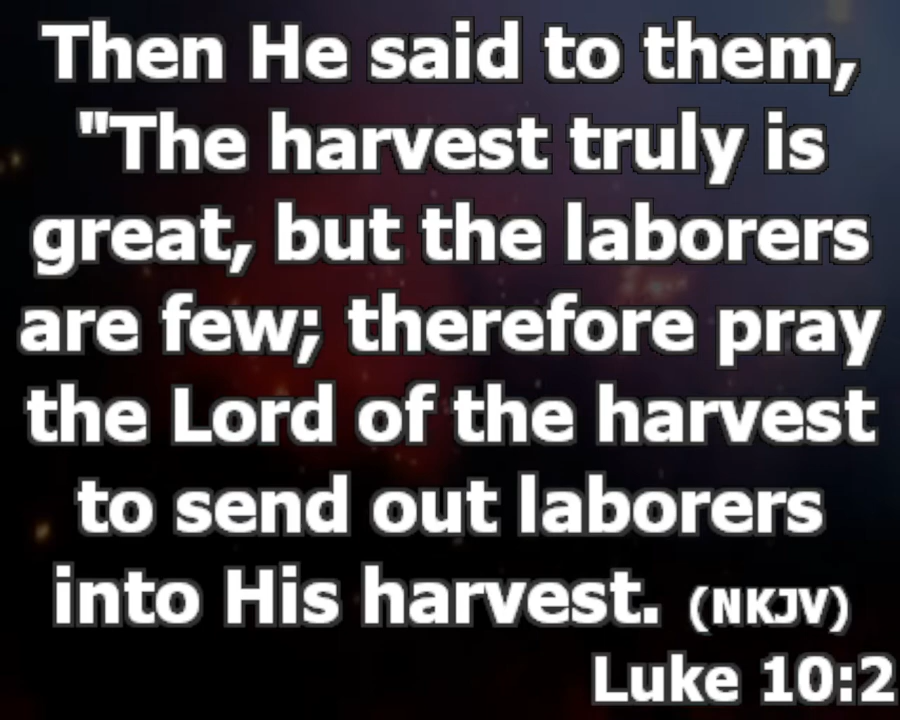 Then He said to them,
"The harvest truly is
great, but the laborers
are few; therefore pray
the Lord of the harvest
to send out laborers
into His harvest. (NKJV)
Luke 10:2